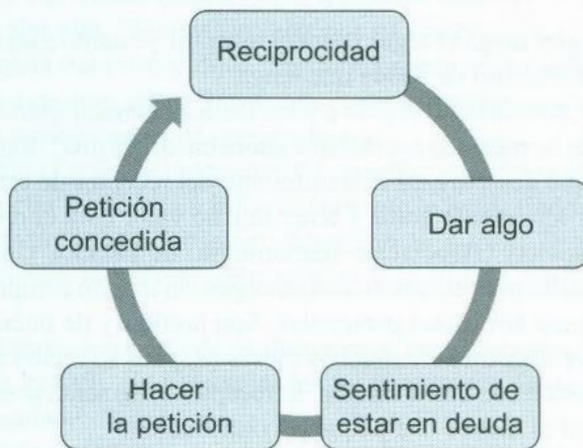 Reciprocidad
Dar algo
Sentimiento de
estar en deuda
Hacer
la petición
Petición
concedida